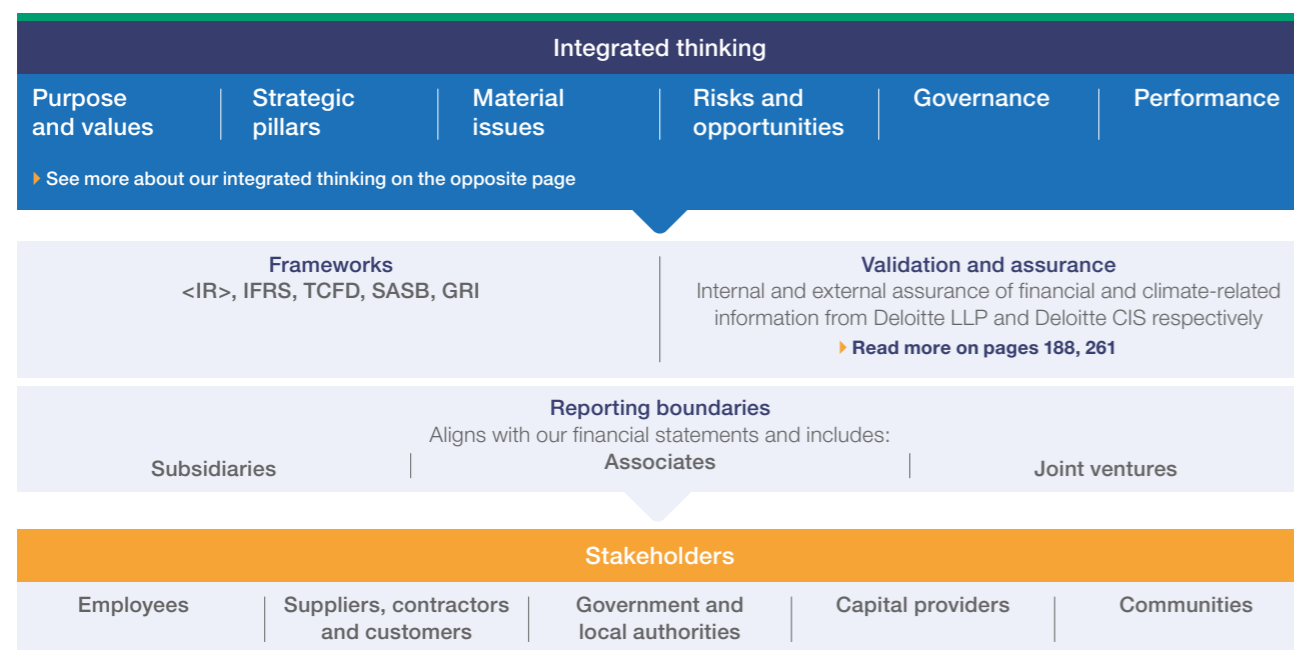 Integrated thinking
Purpose
and values
Strategic
pillars
Material
issues
Risks and
opportunities
Governance
Performance
See more about our integrated thinking on the opposite page
Frameworks
<IR>, IFRS, TCFD, SASB, GRI
Validation and assurance
Internal and external assurance of financial and climate-related
information from Deloitte LLP and Deloitte CIS respectively
Read more on pages 188, 261
Reporting boundaries
Aligns with our financial statements and includes:
Subsidiaries
Associates
Joint ventures
Stakeholders
Employees
Suppliers, contractors
and customers
Government and
local authorities
Capital providers
Communities